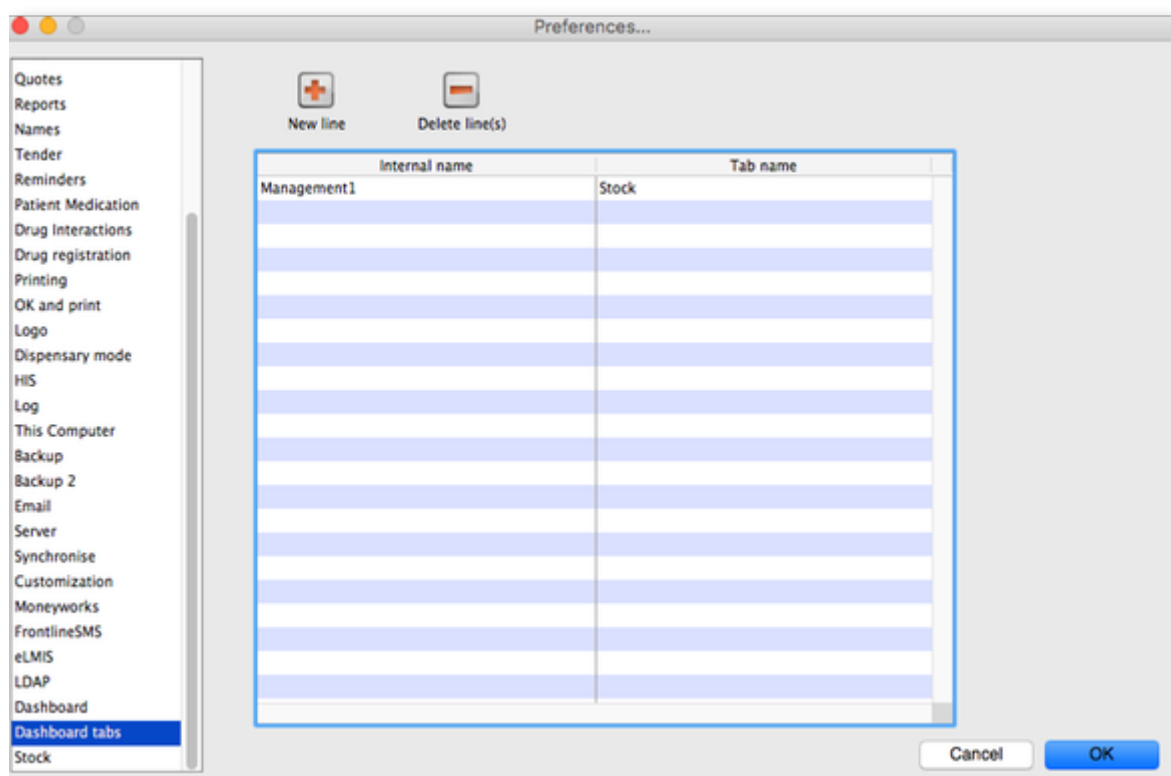 Preferences...
Quotes
Reports
Names
Tender
Reminders
Patient Medication
Drug Interactions
Drug registration
Printing
OK and print
Logo
Dispensary mode
HIS
Log
This Computer
Backup
Backup 2
Email
Server
Synchronise
Customization
Moneyworks
FrontlineSMS
eLMIS
LDAP
Dashboard
Dashboard tabs
Stock
New line Delete line(s)
Internal name Tab name
Management1 Stock
Cancel OK